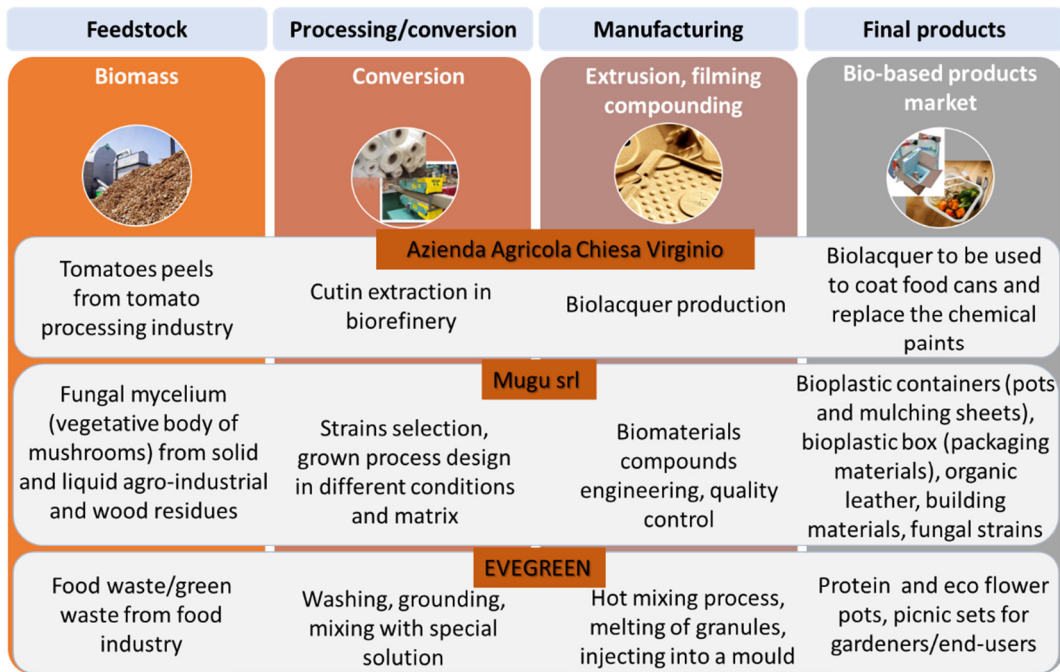 Feedstock
Processing/conversion
Manufacturing
Final products
Biomass
Conversion
Extrusion, filming
compounding
Bio-based products
market
Azienda Agricola Chiesa Virginio
Tomatoes peels
from tomato
processing industry
Cutin extraction in
biorefinery
Biolacquer production
Biolacquer to be used
to coat food cans and
replace the chemical
paints
Mugu srl
Fungal mycelium
(vegetative body of
mushrooms) from solid
and liquid agro-industrial
and wood residues
Strains selection,
grown process design
in different conditions
and matrix
Biomaterials
compounds
engineering, quality
control
Bioplastic containers (pots
and mulching sheets),
bioplastic box (packaging
materials), organic
leather, building
materials, fungal strains
EVEGREEN
Food waste/green
waste from food
industry
Washing, grounding,
mixing with special
solution
Hot mixing process,
melting of granules,
injecting into a mould
Protein and eco flower
pots, picnic sets for
gardeners/end-users